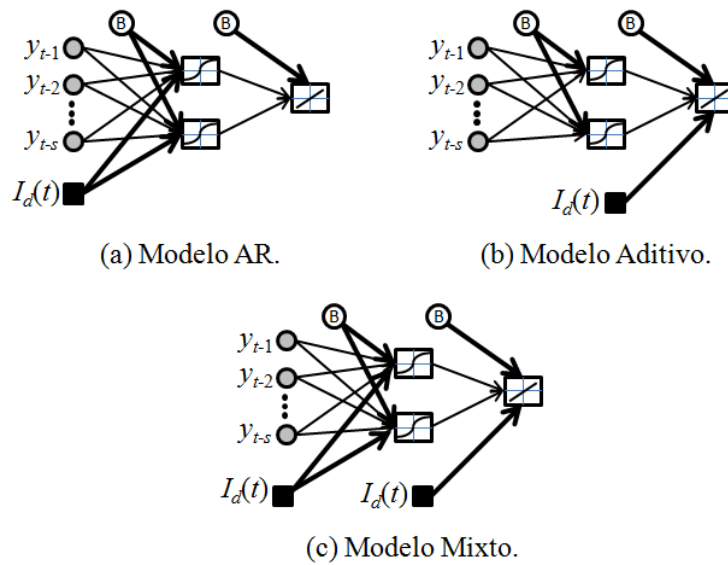 B B
y_{t-1}
y_{t-2}
y_{t-s}
I_d(t)
(a) Modelo AR.
B B
y_{t-1}
y_{t-2}
y_{t-s}
I_d(t)
(b) Modelo Aditivo.
B B
y_{t-1}
y_{t-2}
y_{t-s}
I_d(t) I_d(t)
(c) Modelo Mixto.